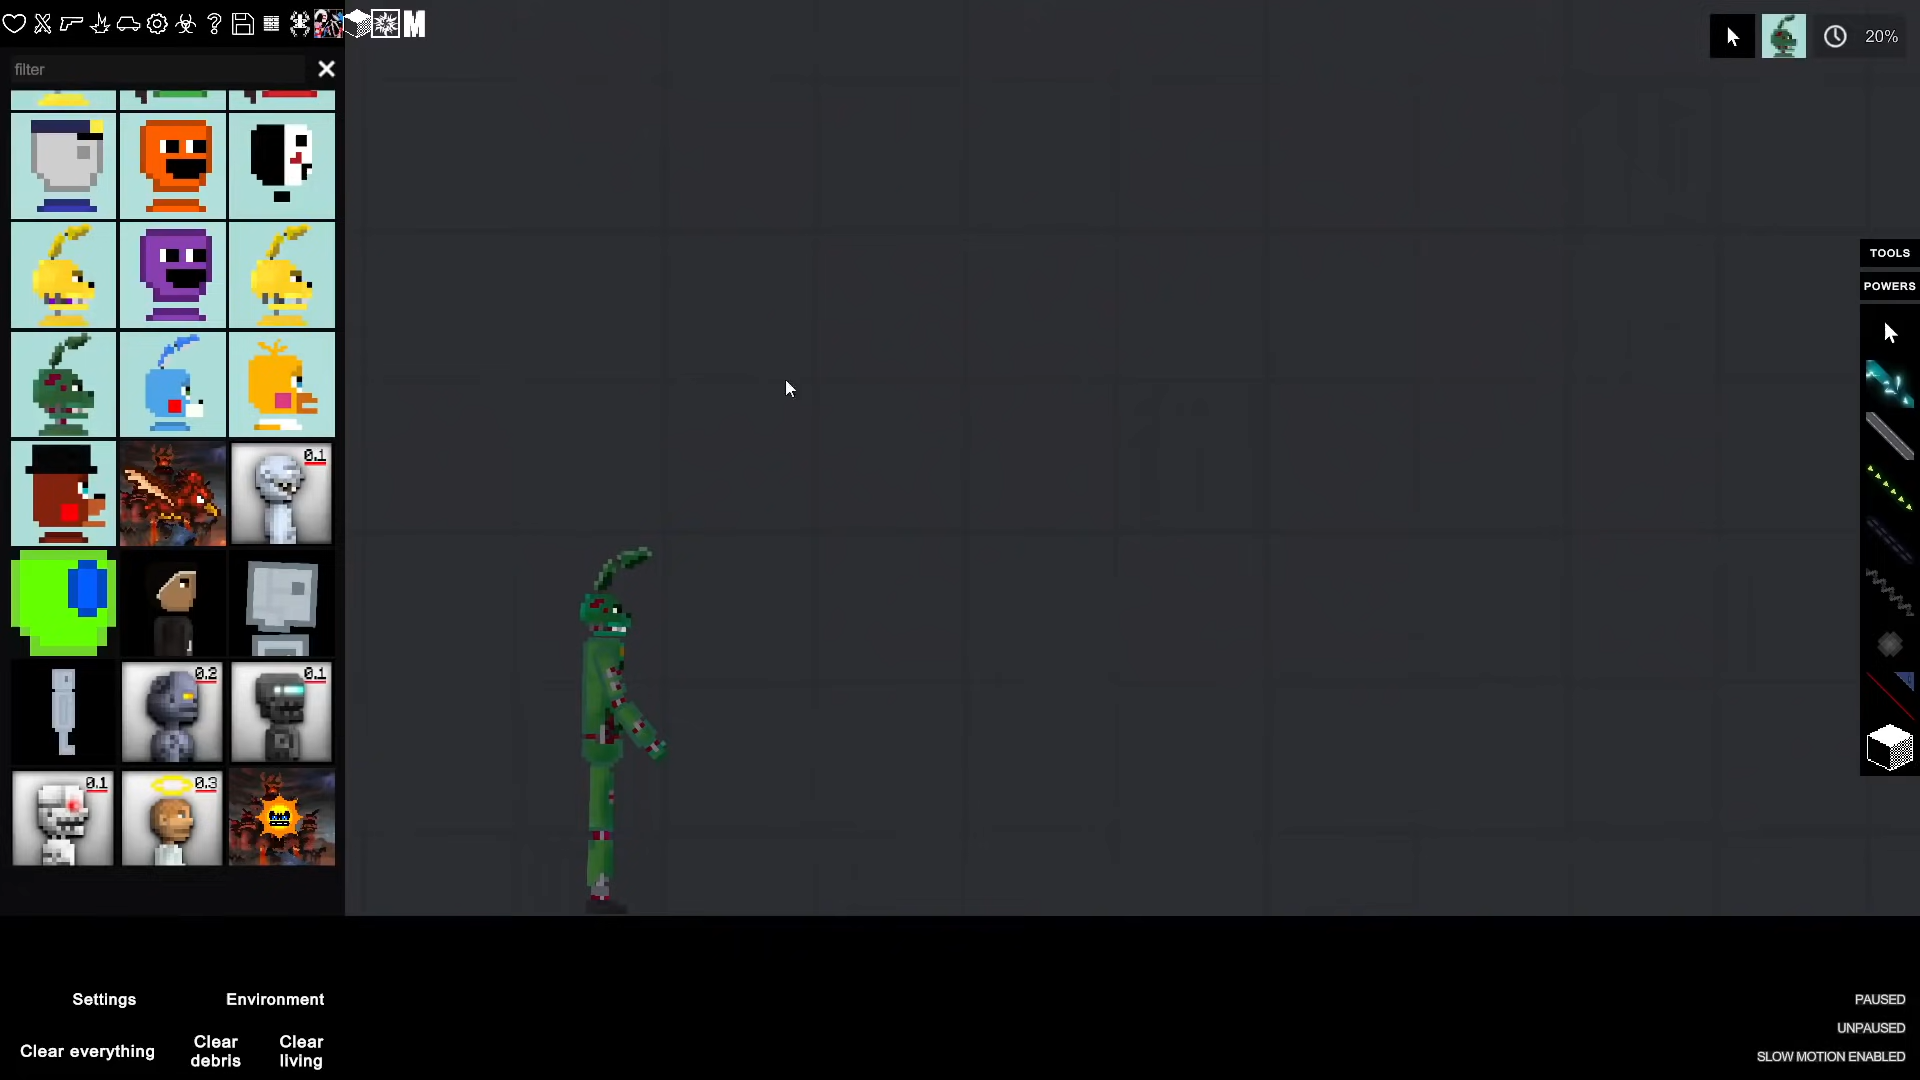 M
20%
filter
TOOLS
POWERS
0.1
0.2
0.1
0.1
0.3
Settings
Environment
Clear everything
Clear
debris
Clear
living
PAUSED
UNPAUSED
SLOW MOTION ENABLED